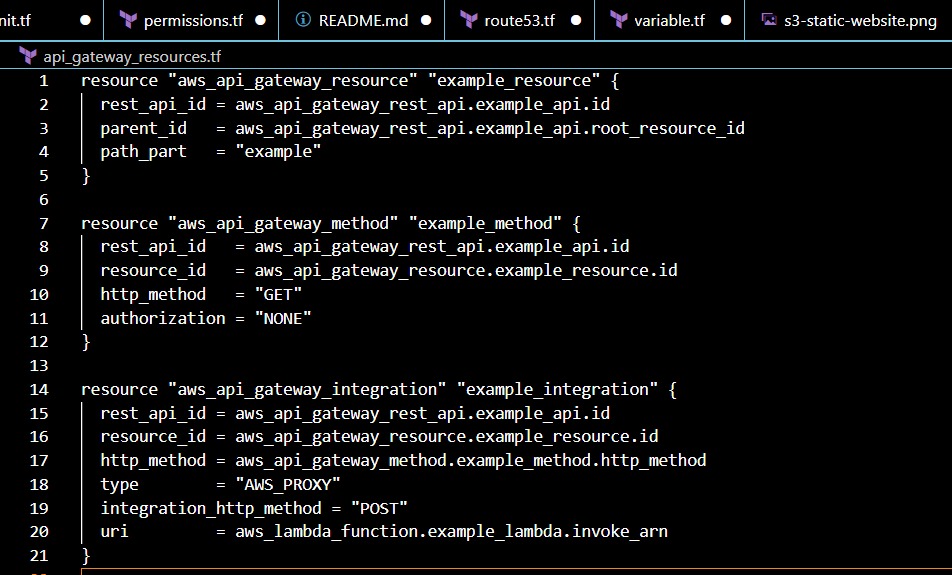 nit.tf permissions.tf README.md route53.tf variable.tf s3-static-website.png
api_gateway_resources.tf
1 resource "aws_api_gateway_resource" "example_resource" {
2 rest_api_id = aws_api_gateway_rest_api.example_api.id
3 parent_id   = aws_api_gateway_rest_api.example_api.root_resource_id
4 path_part   = "example"
5 }
6
7 resource "aws_api_gateway_method" "example_method" {
8 rest_api_id   = aws_api_gateway_rest_api.example_api.id
9 resource_id   = aws_api_gateway_resource.example_resource.id
10 http_method   = "GET"
11 authorization = "NONE"
12 }
13
14 resource "aws_api_gateway_integration" "example_integration" {
15 rest_api_id = aws_api_gateway_rest_api.example_api.id
16 resource_id = aws_api_gateway_resource.example_resource.id
17 http_method = aws_api_gateway_method.example_method.http_method
18 type        = "AWS_PROXY"
19 integration_http_method = "POST"
20 uri         = aws_lambda_function.example_lambda.invoke_arn
21 }